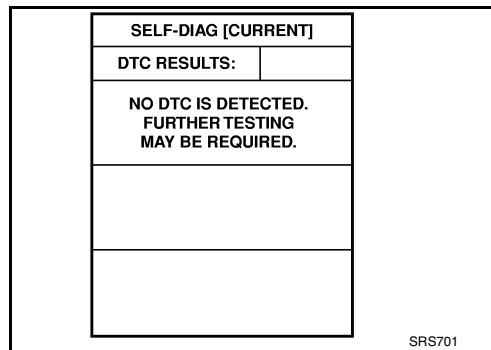 SELF-DIAG [CURRENT]
DTC RESULTS:
NO DTC IS DETECTED.
FURTHER TESTING
MAY BE REQUIRED.
SRS701